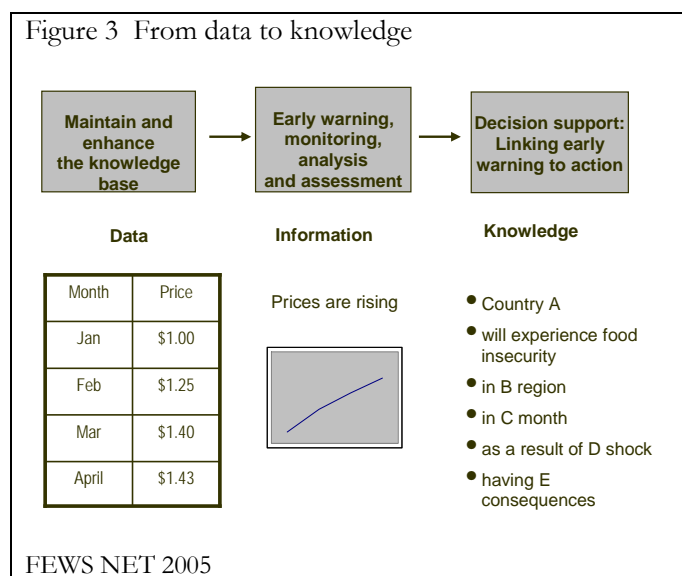 Figure 3 From data to knowledge
Maintain and
enhance
the knowledge
base
Early warning,
monitoring,
analysis
and assessment
Decision support:
Linking early
warning to action
Data
Information
Knowledge
Month Price
Jan $1.00
Feb $1.25
Mar $1.40
April $1.43
Prices are rising
• Country A
• will experience food
insecurity
• in B region
• in C month
• as a result of D shock
• having E
consequences
FEWS NET 2005